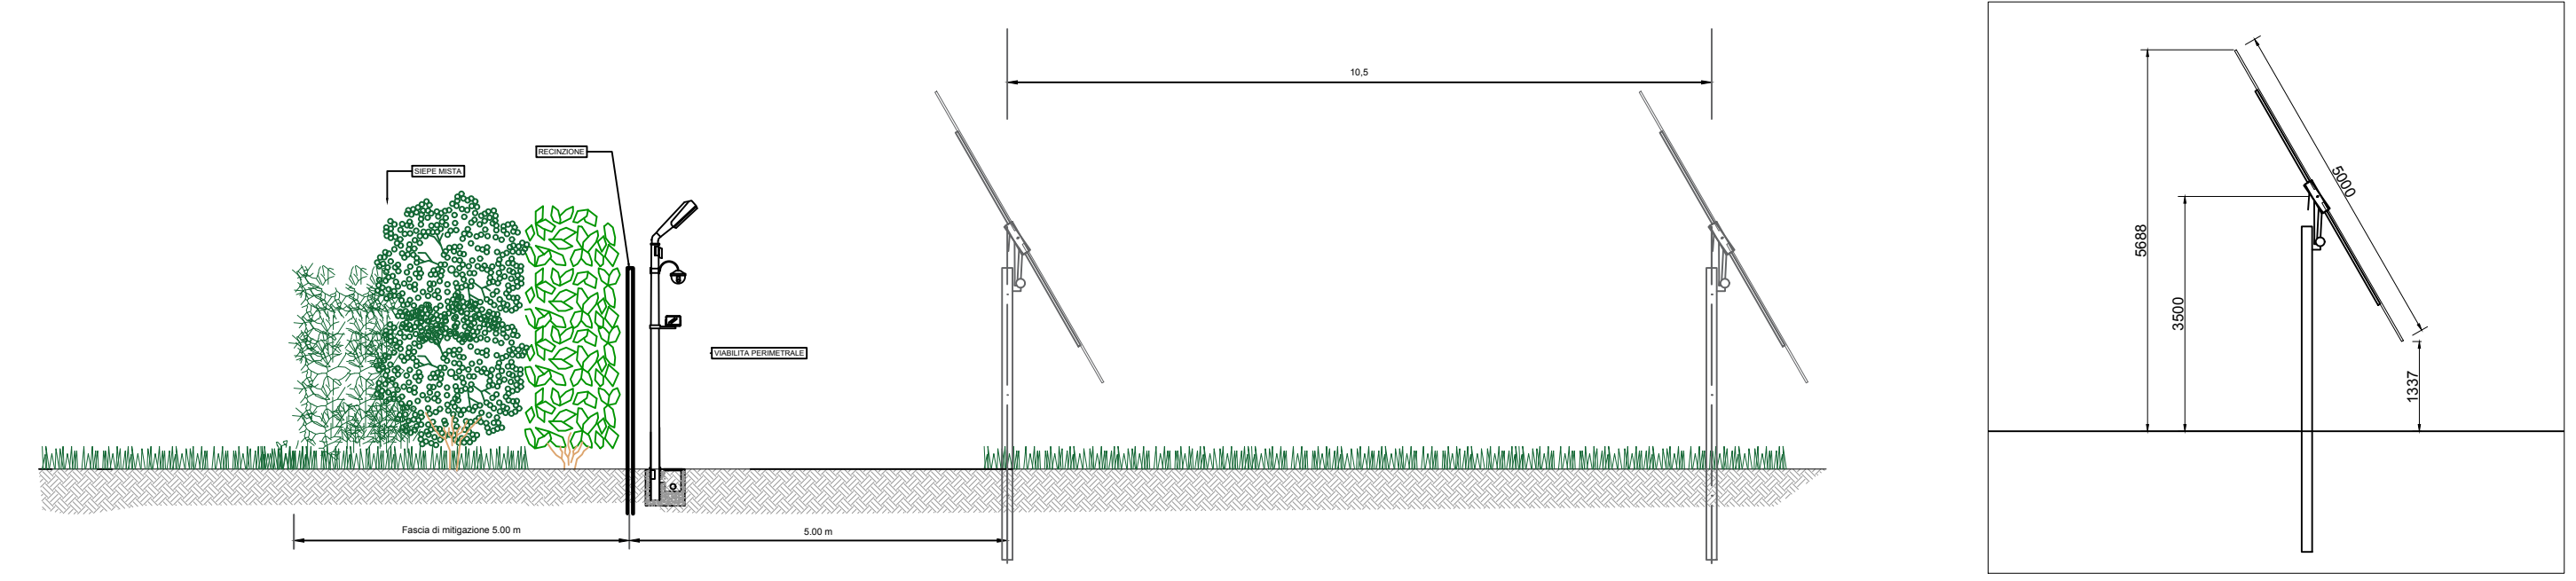 10,5
RECINZIONE
SIEPE MISTA
VIABILITA PERIMETRALE
Fascia di mitigazione 5.00 m
5.00 m
5688
3500
5000
1337